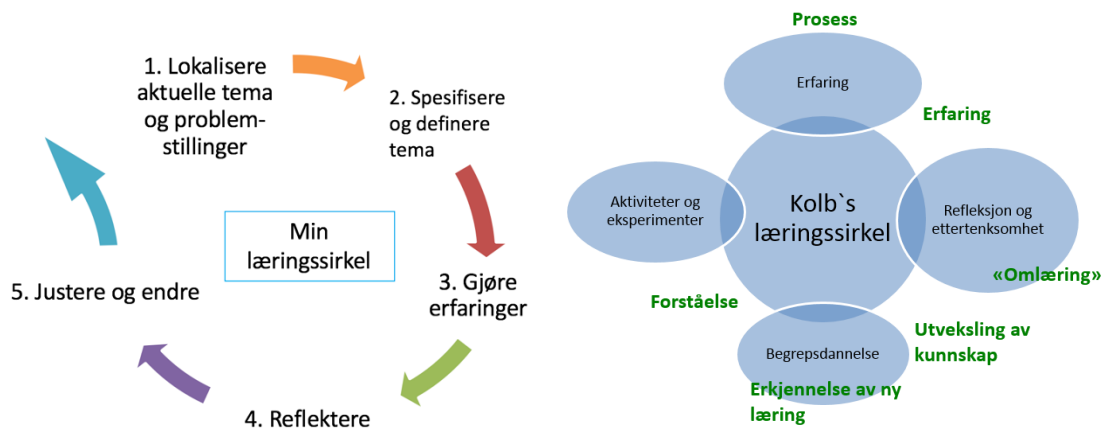 1. Lokalisere
aktuelle tema
og problem-
stillinger
2. Spesifisere
og definere
tema
3. Gjøre
erfaringer
4. Reflektere
5. Justere og endre
Min
læringssirkel
Prosess
Erfaring
Erfaring
Aktiviteter og
eksperimenter
Kolb`s
læringssirkel
Refleksjon og
ettertenksomhet
«Omlæring»
Forståelse
Utveksling av
kunnskap
Begrepsdannelse
Erkjennelse av ny
læring